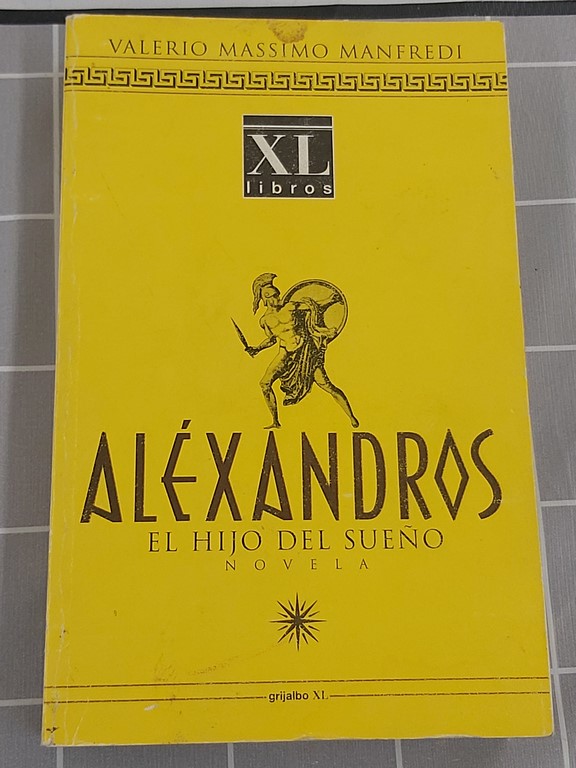 VALERIO MASSIMO MANFREDI
XL
libros
ALÉXANDROS
EL HIJO DEL SUEÑO
NOVELA
grijalbo XL